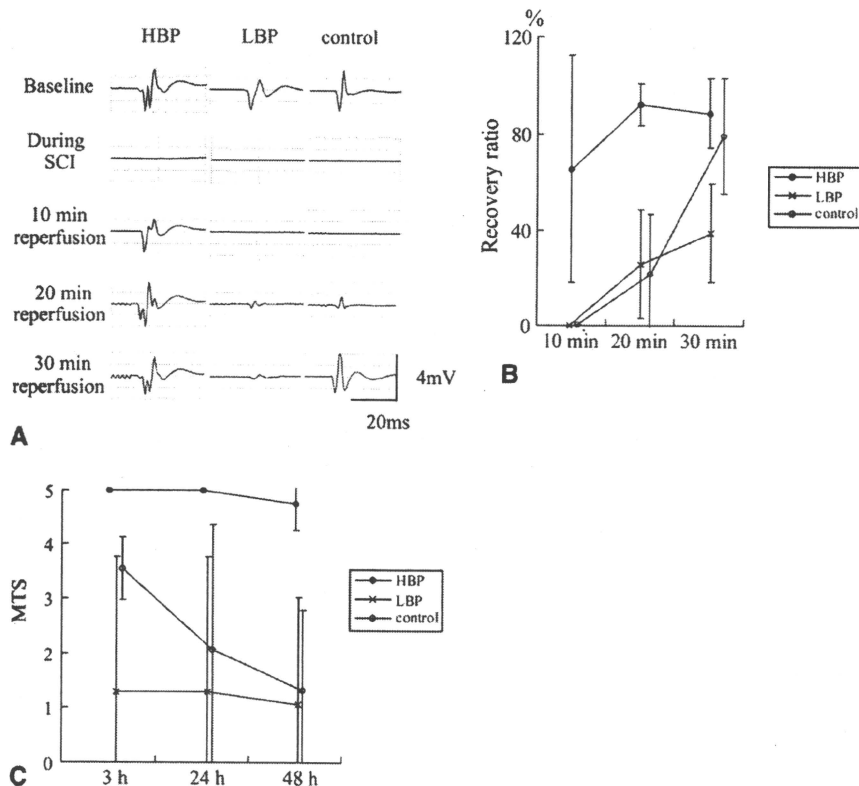 HBP LBP control
Baseline
During
SCI
10 min
reperfusion
20 min
reperfusion
30 min
reperfusion
4mV
20ms
A
%
120
80
40
0
Recovery ratio
10 min 20 min 30 min
HBP
LBP
control
B
5
4
3
2
1
0
MTS
3 h 24 h 48 h
HBP
LBP
control
C